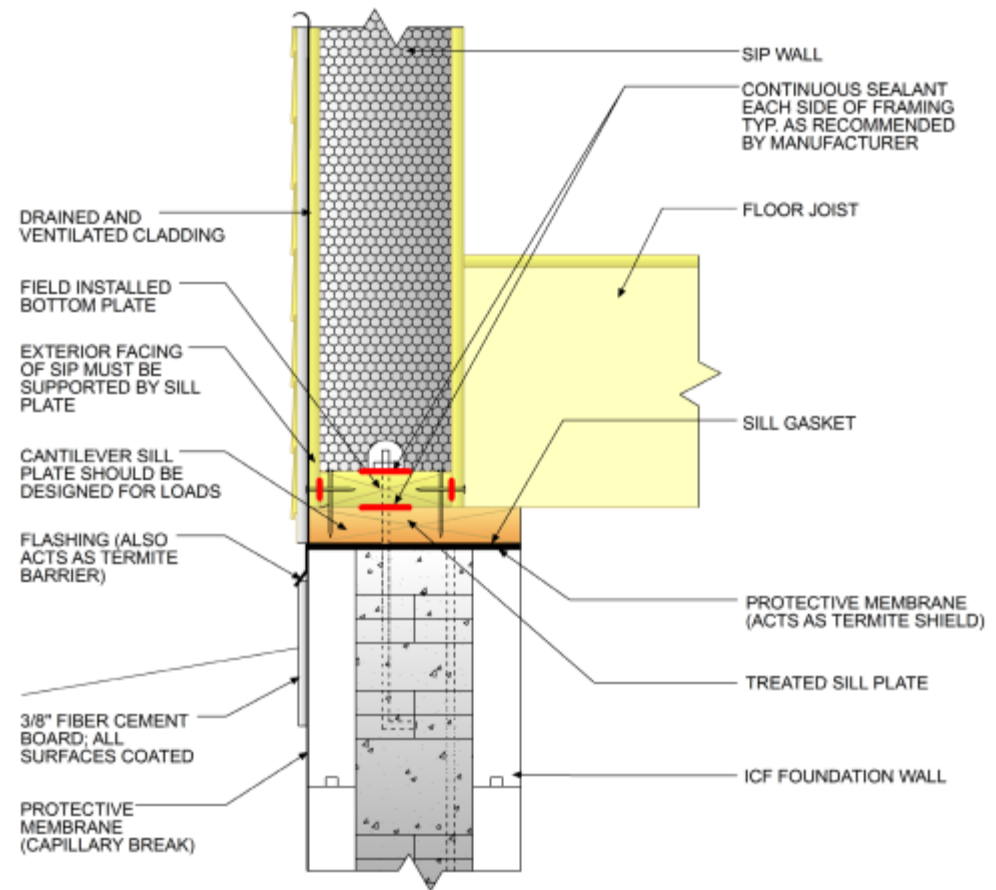 SIP WALL
CONTINUOUS SEALANT
EACH SIDE OF FRAMING
TYP. AS RECOMMENDED
BY MANUFACTURER
FLOOR JOIST
DRAINED AND
VENTILATED CLADDING
FIELD INSTALLED
BOTTOM PLATE
EXTERIOR FACING
OF SIP MUST BE
SUPPORTED BY SILL
PLATE
SILL GASKET
CANTILEVER SILL
PLATE SHOULD BE
DESIGNED FOR LOADS
FLASHING (ALSO
ACTS AS TERMITE
BARRIER)
PROTECTIVE MEMBRANE
(ACTS AS TERMITE SHIELD)
TREATED SILL PLATE
3/8" FIBER CEMENT
BOARD; ALL
SURFACES COATED
ICF FOUNDATION WALL
PROTECTIVE
MEMBRANE
(CAPILLARY BREAK)